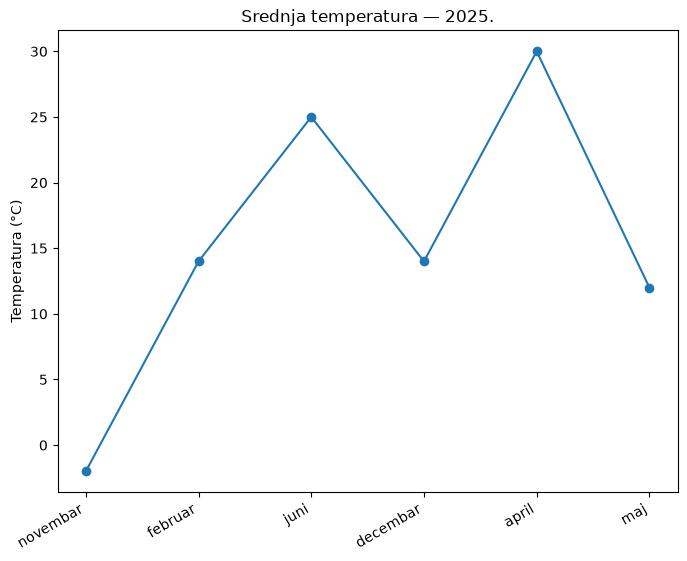 Srednja temperatura — 2025.
Temperatura (°C)
30
25
20
15
10
5
0
novembar
februar
juni
decembar
april
maj